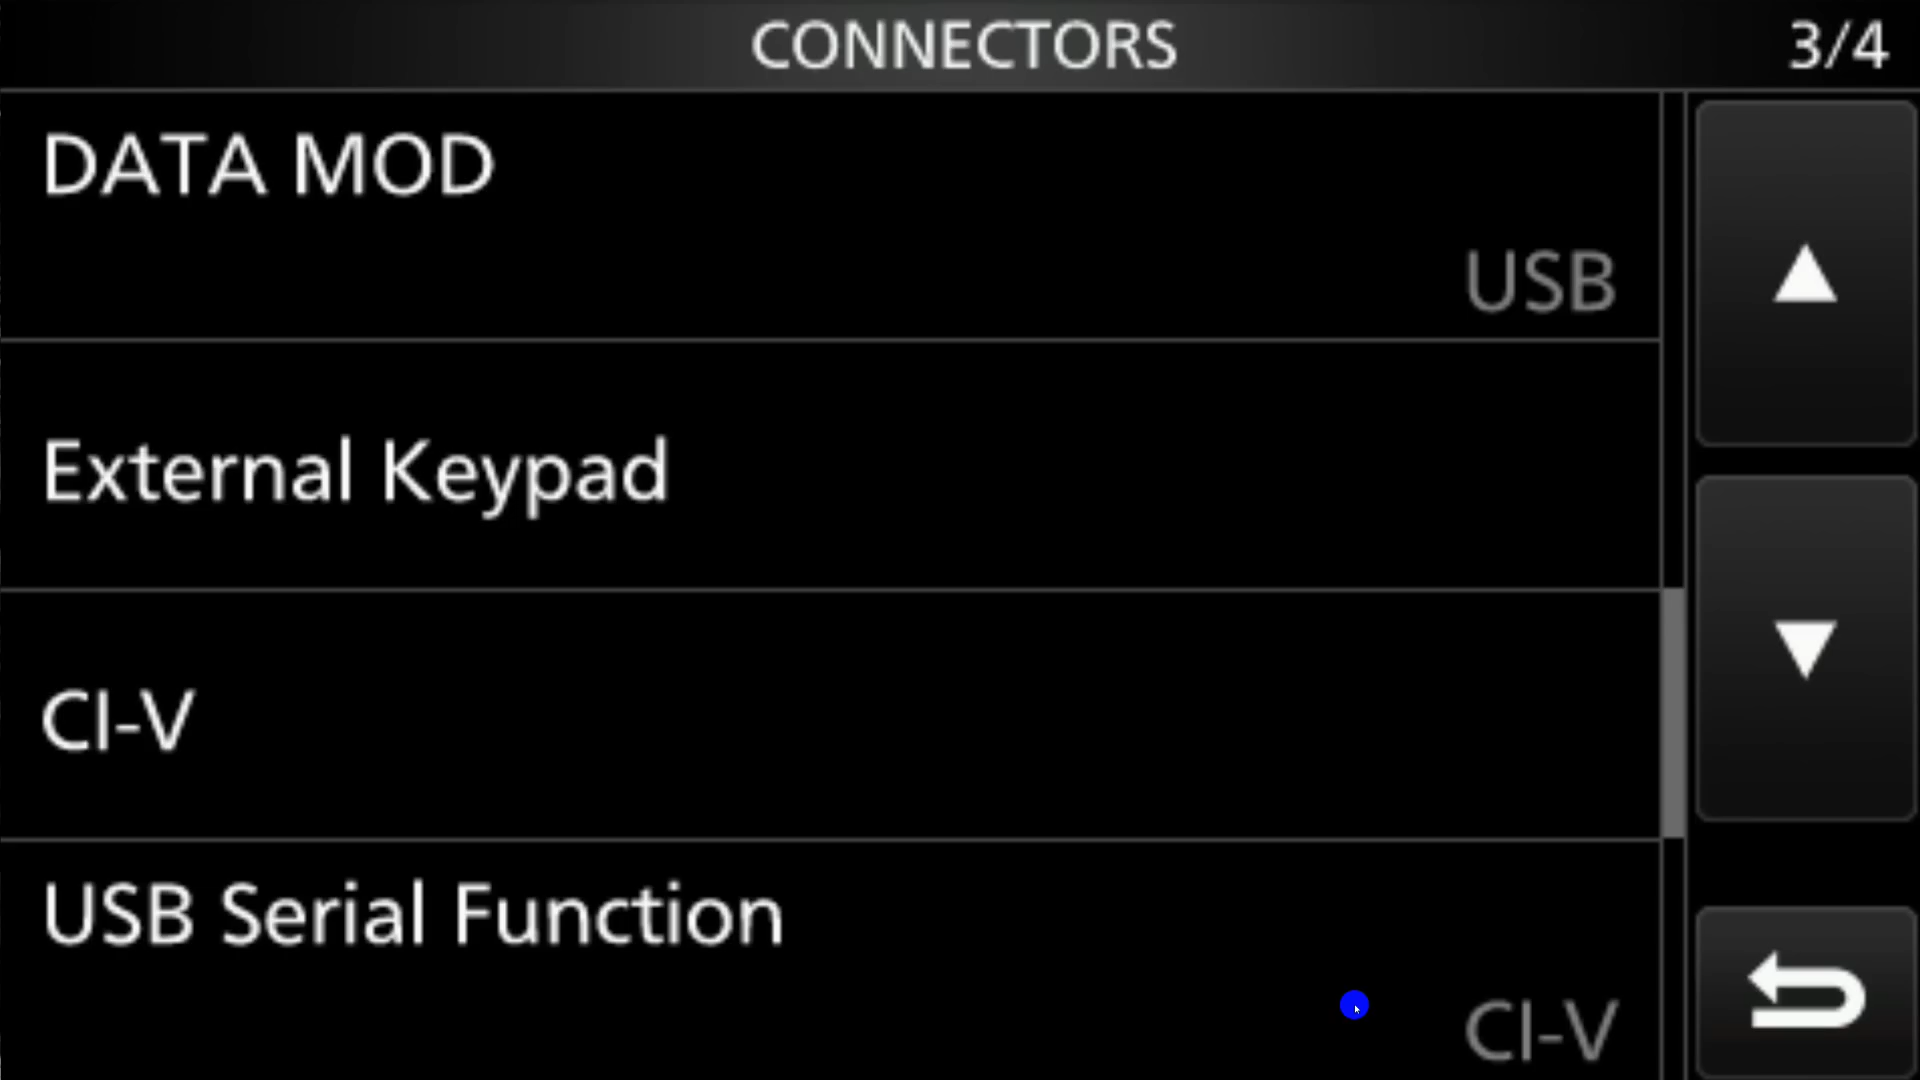 CONNECTORS 3/4
DATA MOD
USB
External Keypad
CI-V
USB Serial Function
CI-V